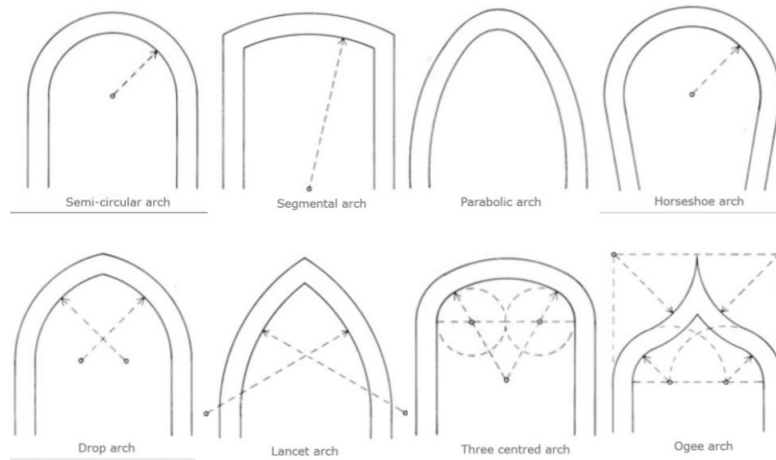 Semi-circular arch
Segmental arch
Parabolic arch
Horseshoe arch
Drop arch
Lancet arch
Three centred arch
Ogee arch